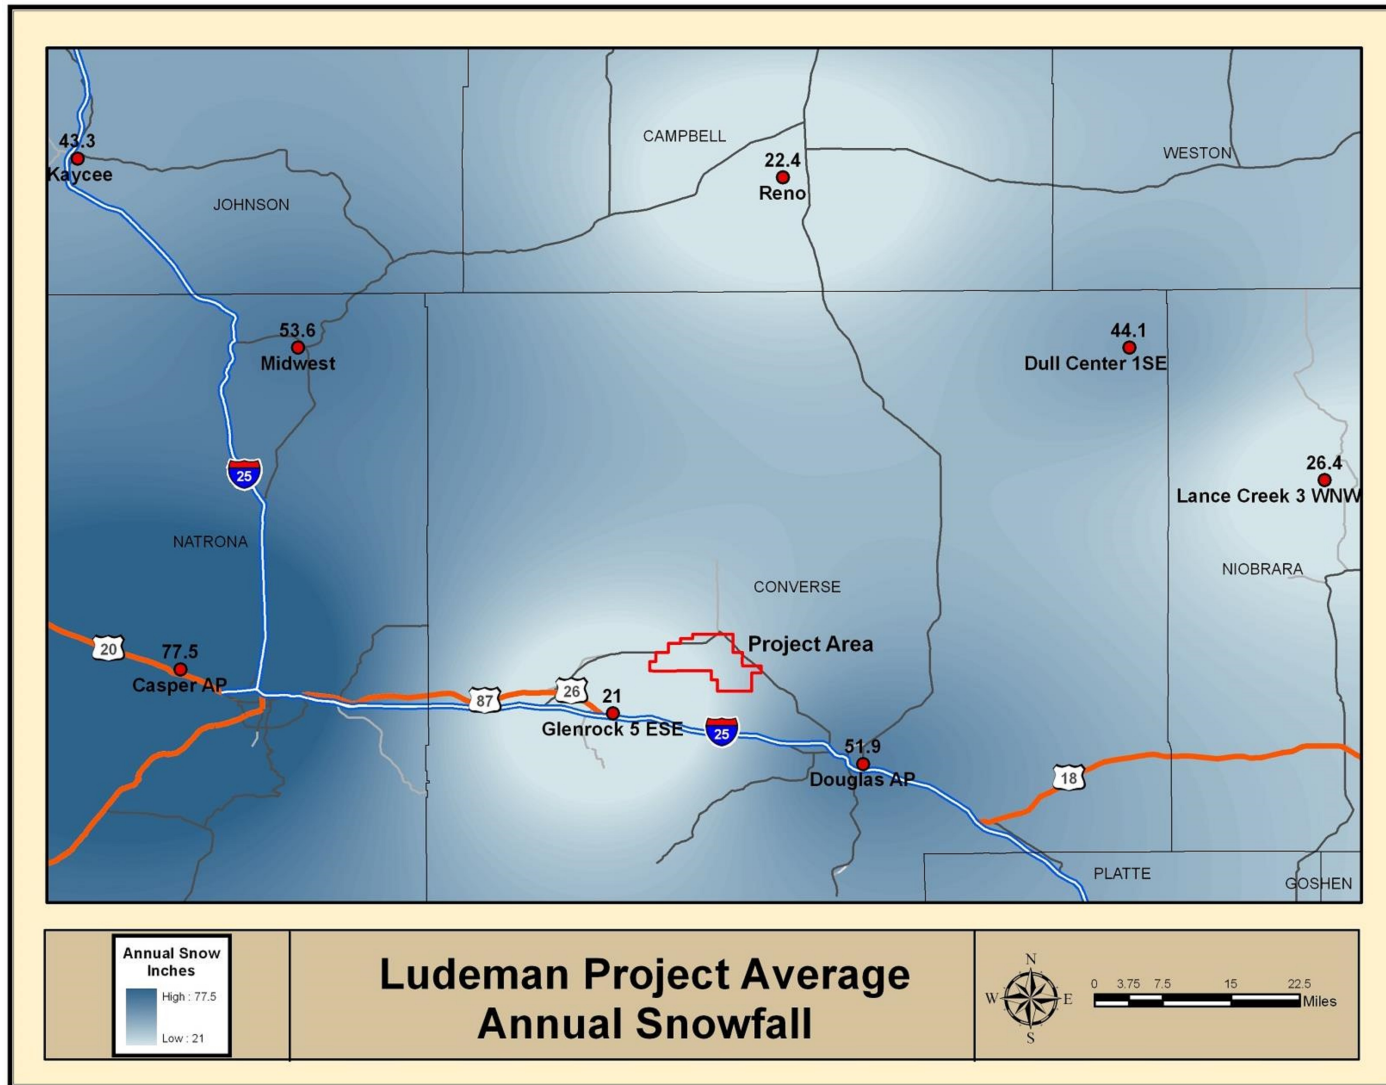 43.3
Kaycee
JOHNSON
CAMPBELL
22.4
Reno
WESTON
53.6
Midwest
44.1
Dull Center 1SE
25
26.4
Lance Creek 3 WNW
NATRONA
NIOBRARA
CONVERSE
20
77.5
Casper AP
Project Area
87
26
21
Glenrock 5 ESE
25
51.9
Douglas AP
18
PLATTE
GOSHEN
Annual Snow
Inches
High : 77.5
Low : 21
Ludeman Project Average
Annual Snowfall
N
W
E
S
0 3.75 7.5 15 22.5
Miles